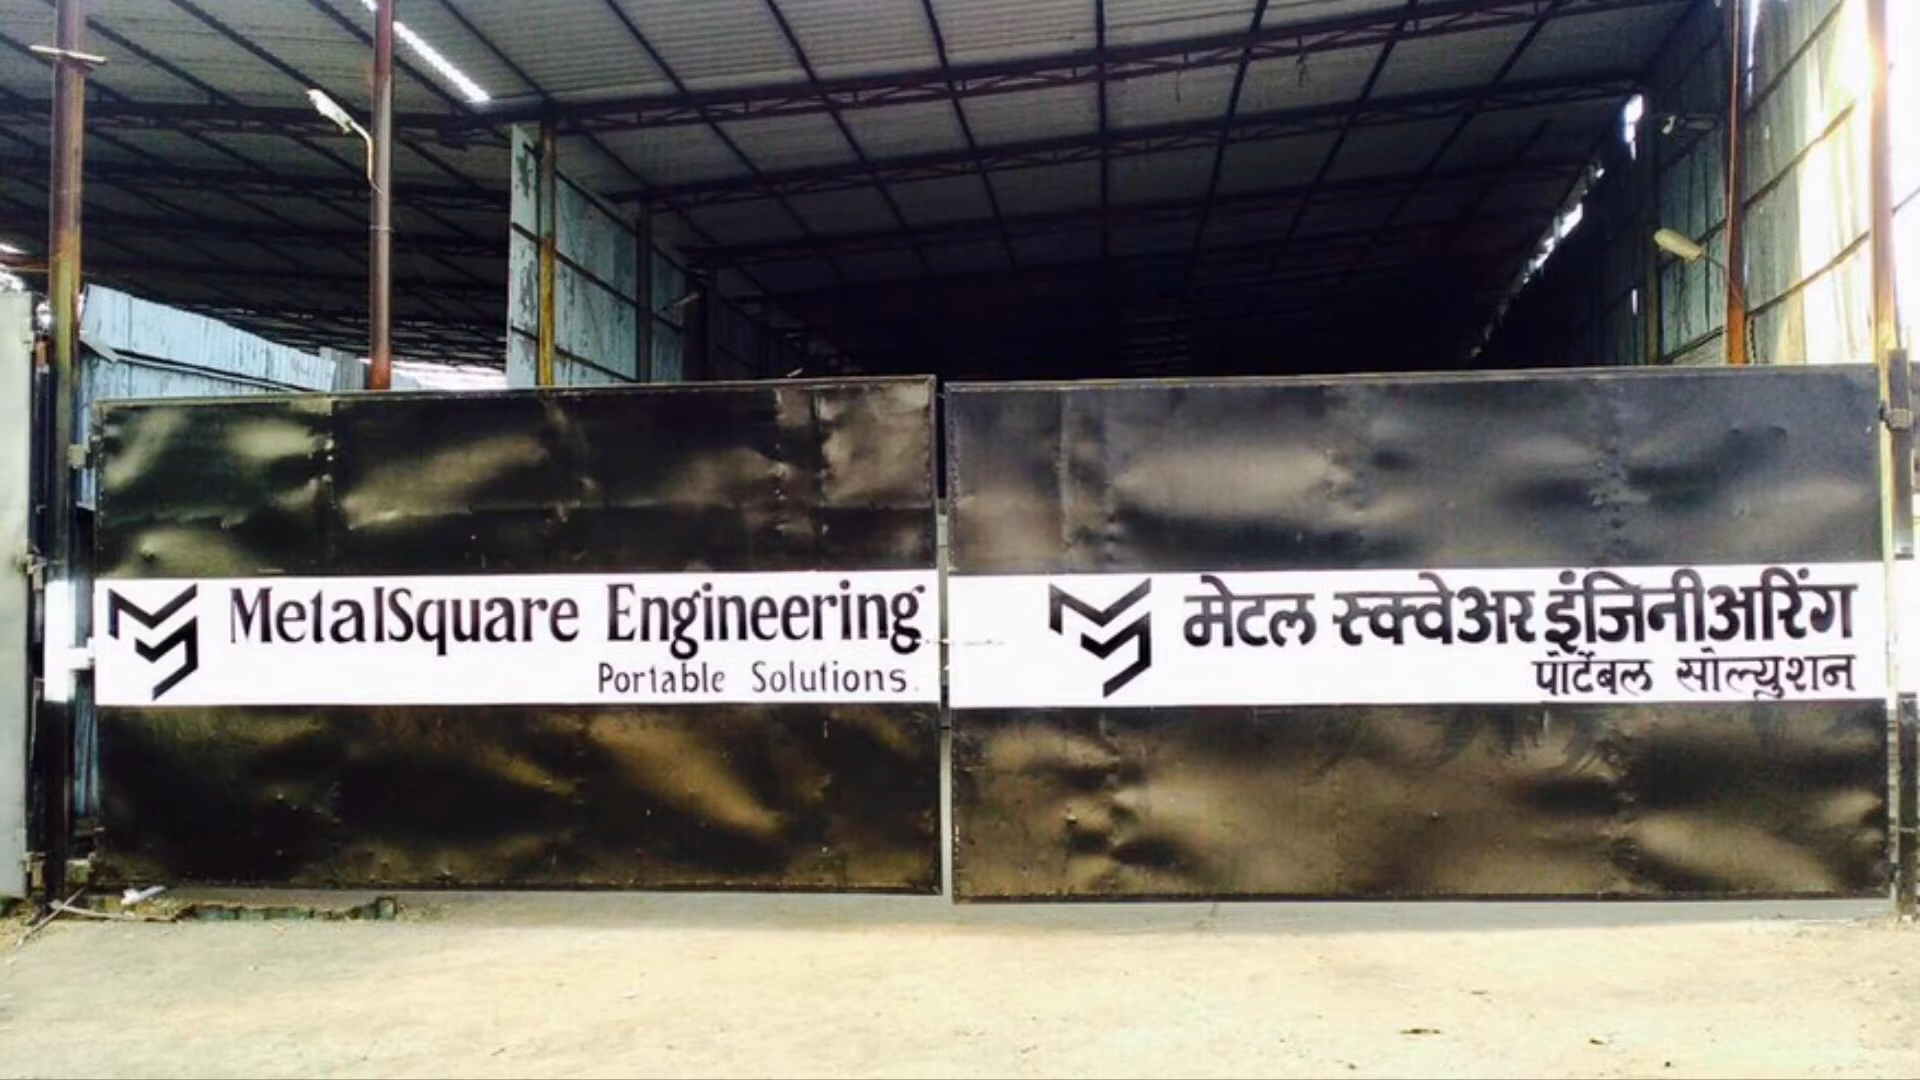 MetalSquare Engineering
Portable Solutions.
मेटल स्क्वेअर इंजिनीअरिंग
पोर्टेबल सोल्युशन